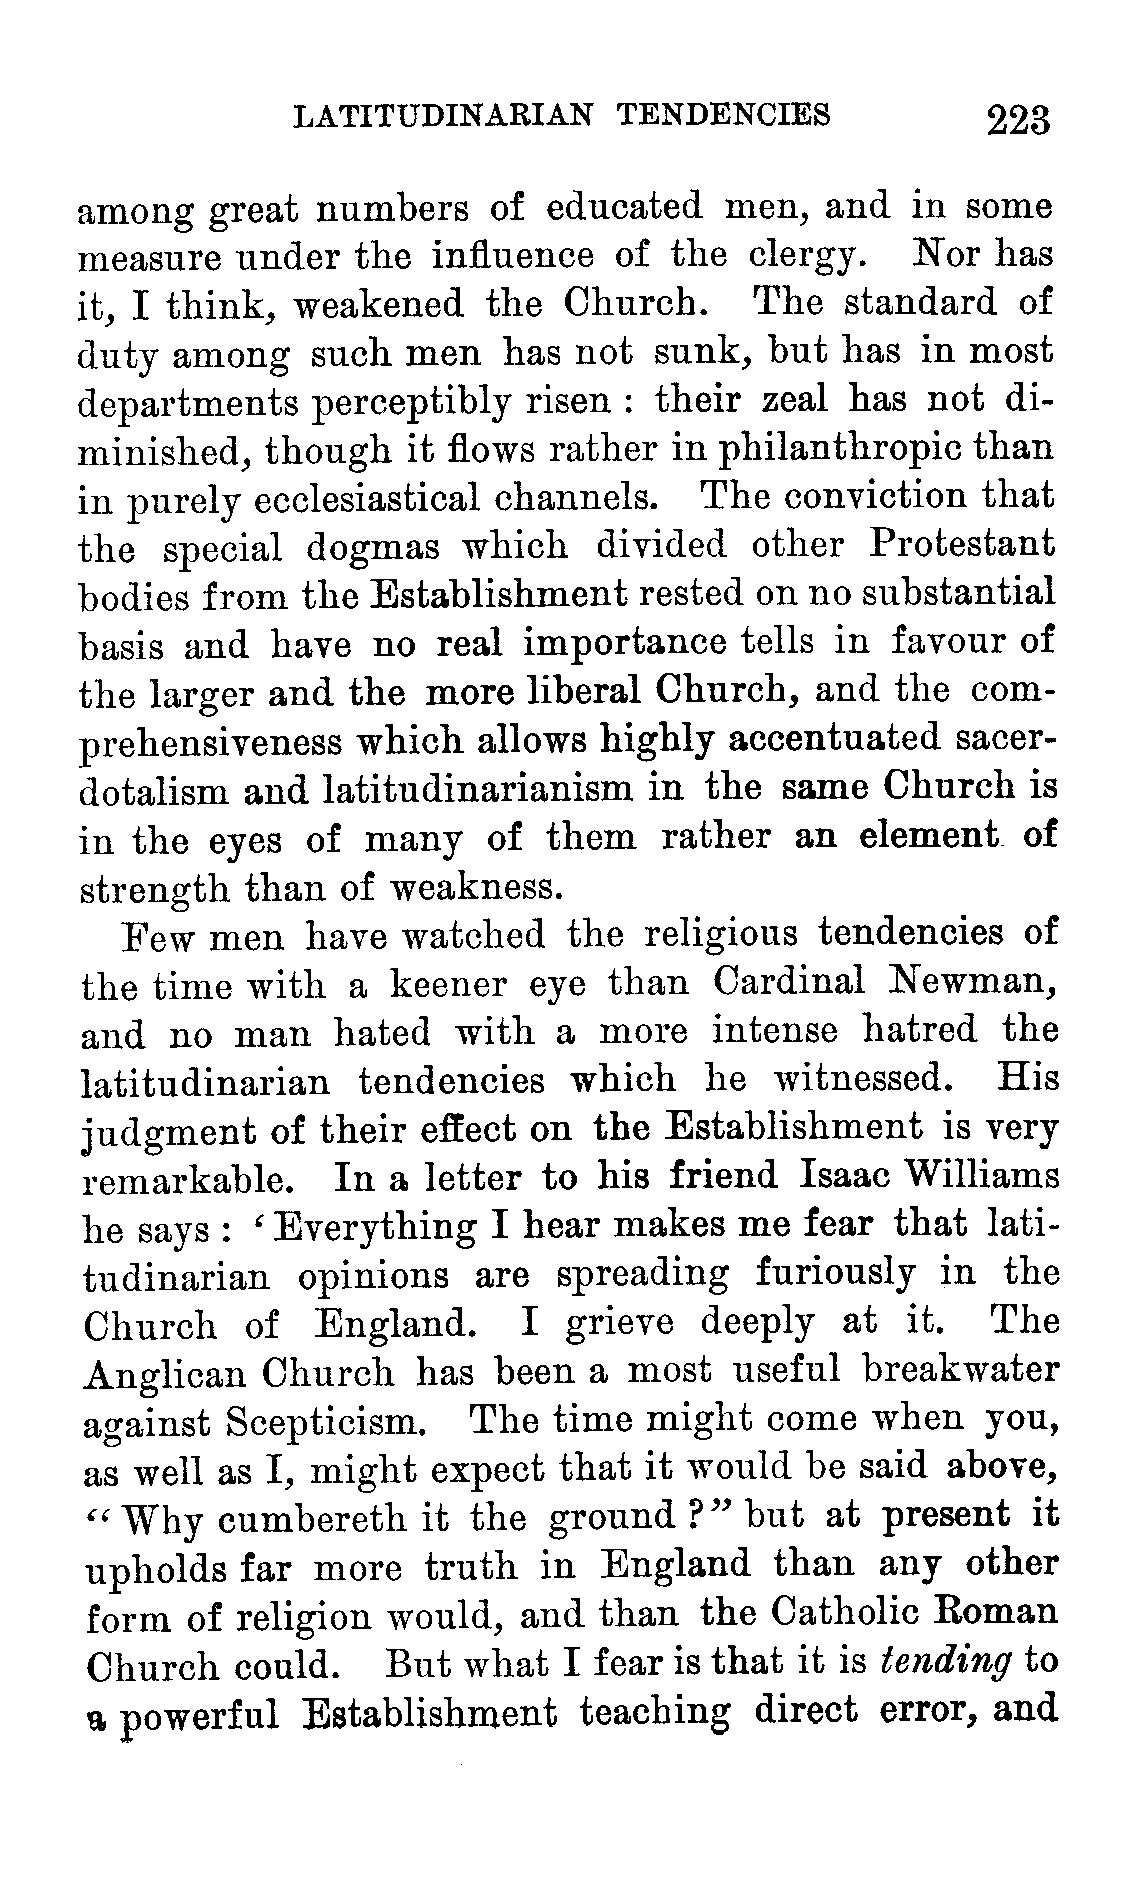 LATITUDINARIAN TENDENCIES 223
among great numbers of educated men, and in some
measure under the influence of the clergy. Nor has
it, I think, weakened the Church. The standard of
duty among such men has not sunk, but has in most
departments perceptibly risen : their zeal has not di-
minished, though it flows rather in philanthropic than
in purely ecclesiastical channels. The conviction that
the special dogmas which divided other Protestant
bodies from the Establishment rested on no substantial
basis and have no real importance tells in favour of
the larger and the more liberal Church, and the com-
prehensiveness which allows highly accentuated sacer-
dotalism and latitudinarianism in the same Church is
in the eyes of many of them rather an element of
strength than of weakness.
Few men have watched the religious tendencies of
the time with a keener eye than Cardinal Newman,
and no man hated with a more intense hatred the
latitudinarian tendencies which he witnessed. His
judgment of their effect on the Establishment is very
remarkable. In a letter to his friend Isaac Williams
he says : ‘ Everything I hear makes me fear that lati-
tudinarian opinions are spreading furiously in the
Church of England. I grieve deeply at it. The
Anglican Church has been a most useful breakwater
against Scepticism. The time might come when you,
as well as I, might expect that it would be said above,
“ Why cumbereth it the ground ?” but at present it
upholds far more truth in England than any other
form of religion would, and than the Catholic Roman
Church could. But what I fear is that it is tending to
a powerful Establishment teaching direct error, and